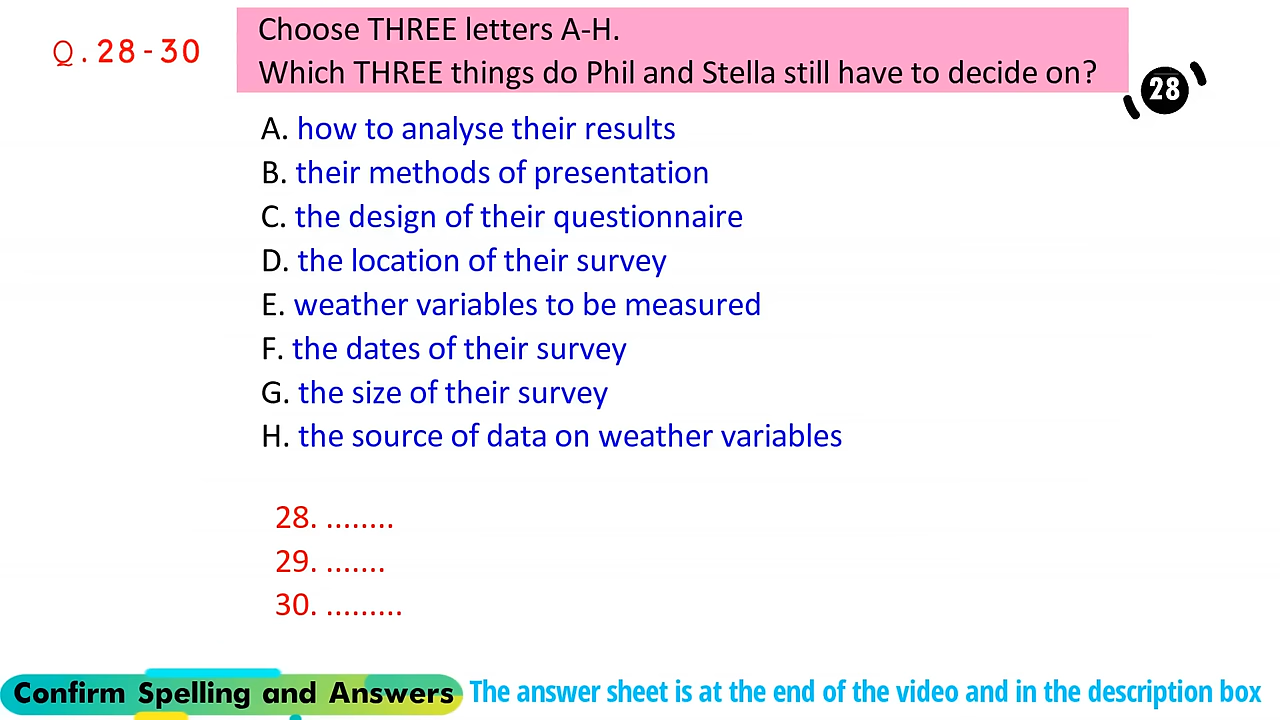 Q.28-30
Choose THREE letters A-H.
Which THREE things do Phil and Stella still have to decide on?
28
A. how to analyse their results
B. their methods of presentation
C. the design of their questionnaire
D. the location of their survey
E. weather variables to be measured
F. the dates of their survey
G. the size of their survey
H. the source of data on weather variables
28. ........
29. .......
30. .........
Confirm Spelling and Answers The answer sheet is at the end of the video and in the description box